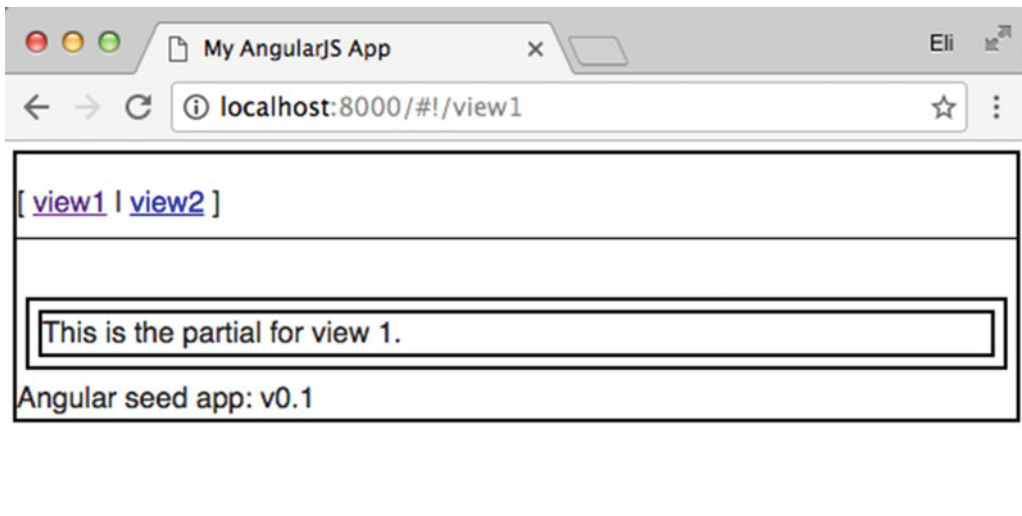 My AngularJS App
Eli
localhost:8000/#!/view1
[ view1 | view2 ]
This is the partial for view 1.
Angular seed app: v0.1